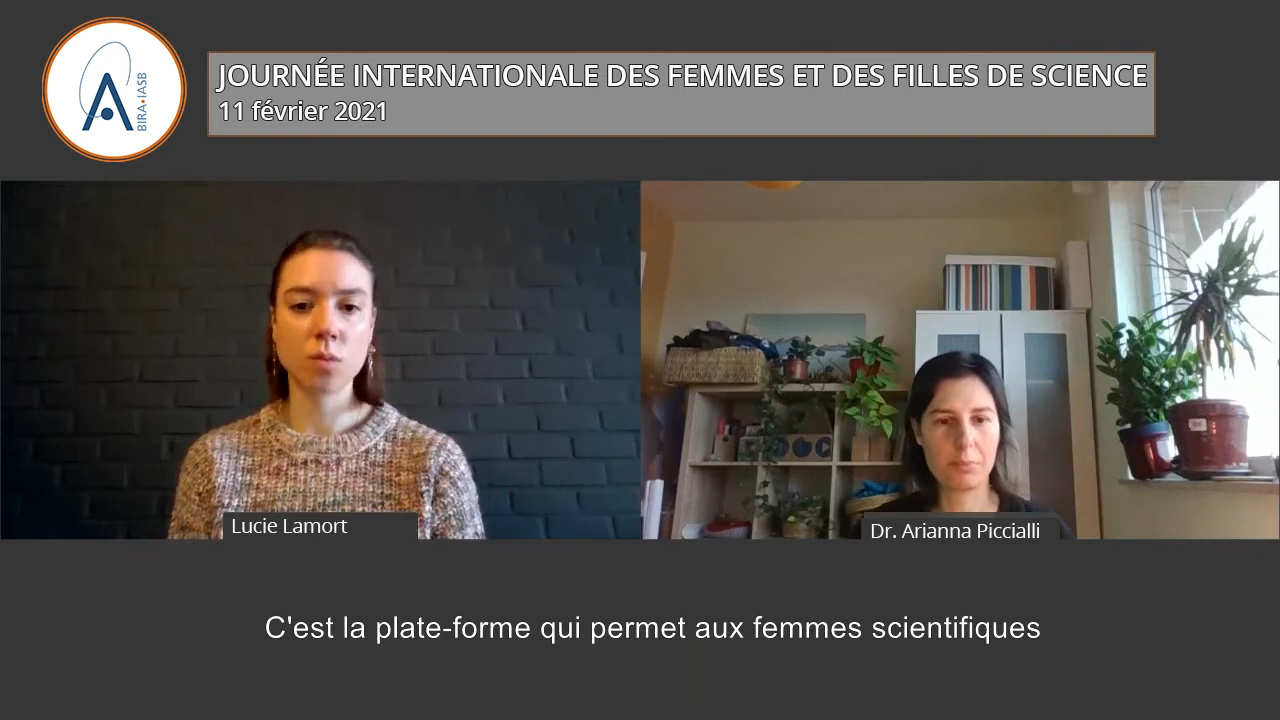 BIRA•IASB
JOURNÉE INTERNATIONALE DES FEMMES ET DES FILLES DE SCIENCE
11 février 2021
Lucie Lamort
Dr. Arianna Piccialli
C'est la plate-forme qui permet aux femmes scientifiques